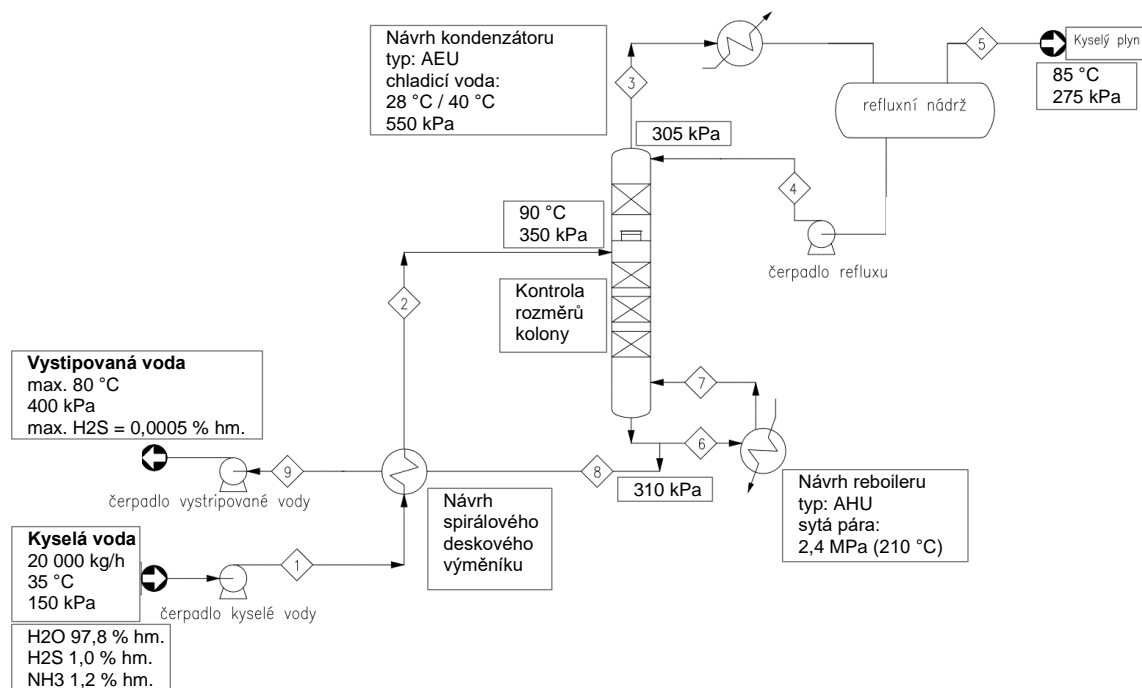 Návrh kondenzátoru
typ: AEU
chladicí voda:
28 °C / 40 °C
550 kPa
3
5
Kyselý plyn
85 °C
275 kPa
refluxní nádrž
305 kPa
4
čerpadlo refluxu
90 °C
350 kPa
2
Kontrola
rozměrů
kolony
Vystipovaná voda
max. 80 °C
400 kPa
max. H2S = 0,0005 % hm.
7
6
8
9
310 kPa
čerpadlo vystripované vody
Návrh
spirálového
deskového
výměníku
Návrh reboileru
typ: AHU
sytá pára:
2,4 MPa (210 °C)
Kyselá voda
20 000 kg/h
35 °C
150 kPa
1
čerpadlo kyselé vody
H2O 97,8 % hm.
H2S 1,0 % hm.
NH3 1,2 % hm.